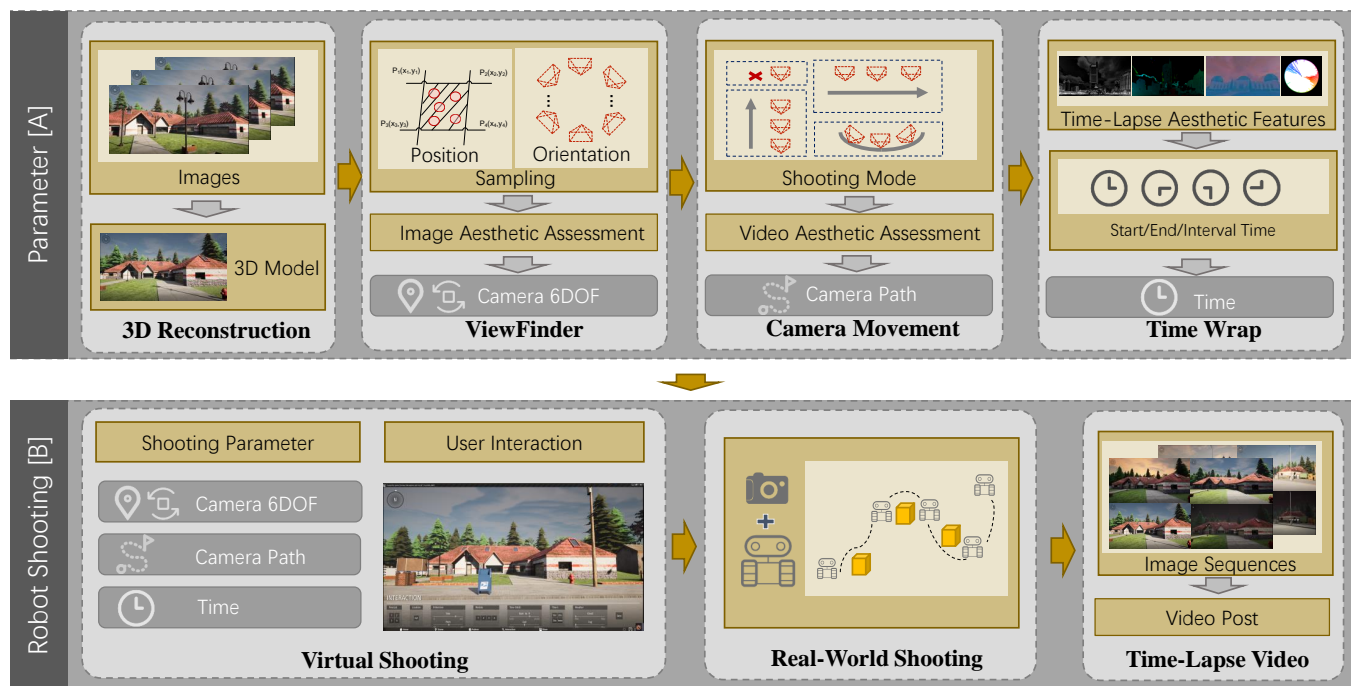 Parameter [A]
Images
3D Model
3D Reconstruction
P₁(x₁,y₁)
P₂(x₂,y₂)
P₃(x₃,y₃)
P₄(x₄,y₄)
Position
Orientation
Sampling
Image Aesthetic Assessment
Camera 6DOF
ViewFinder
Shooting Mode
Video Aesthetic Assessment
Camera Path
Camera Movement
Time-Lapse Aesthetic Features
Start/End/Interval Time
Time
Time Wrap
Robot Shooting [B]
Shooting Parameter
User Interaction
Camera 6DOF
Camera Path
Time
INTERACTION
Virtual Shooting
+
Real-World Shooting
Image Sequences
Video Post
Time-Lapse Video